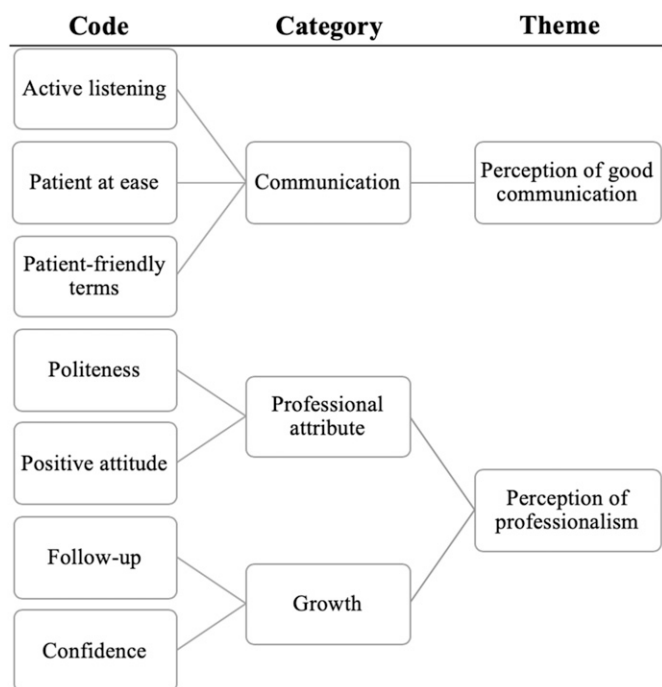 Code Category Theme
Active listening
Patient at ease
Patient-friendly
terms
Communication
Perception of good
communication
Politeness
Positive attitude
Professional
attribute
Follow-up
Confidence
Growth
Perception of
professionalism